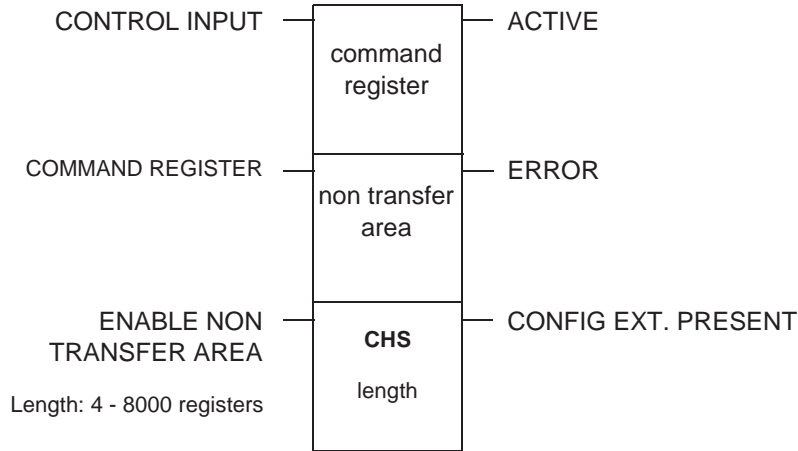 CONTROL INPUT
command
register
ACTIVE
COMMAND REGISTER
non transfer
area
ERROR
ENABLE NON
TRANSFER AREA
CHS
length
CONFIG EXT. PRESENT
Length: 4 - 8000 registers